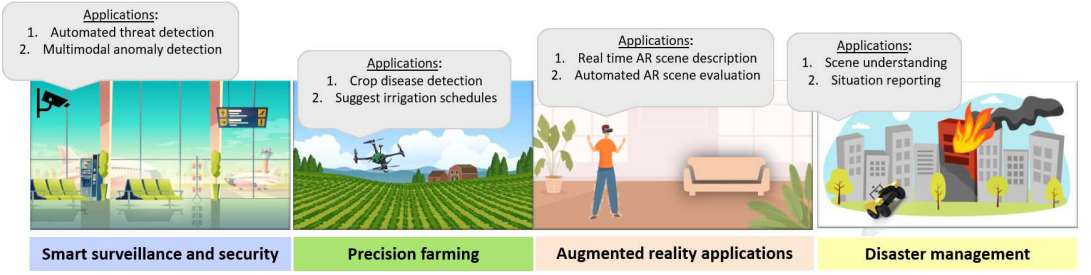 Applications:
1. Automated threat detection
2. Multimodal anomaly detection
Applications:
1. Crop disease detection
2. Suggest irrigation schedules
Applications:
1. Real time AR scene description
2. Automated AR scene evaluation
Applications:
1. Scene understanding
2. Situation reporting
Smart surveillance and security
Precision farming
Augmented reality applications
Disaster management